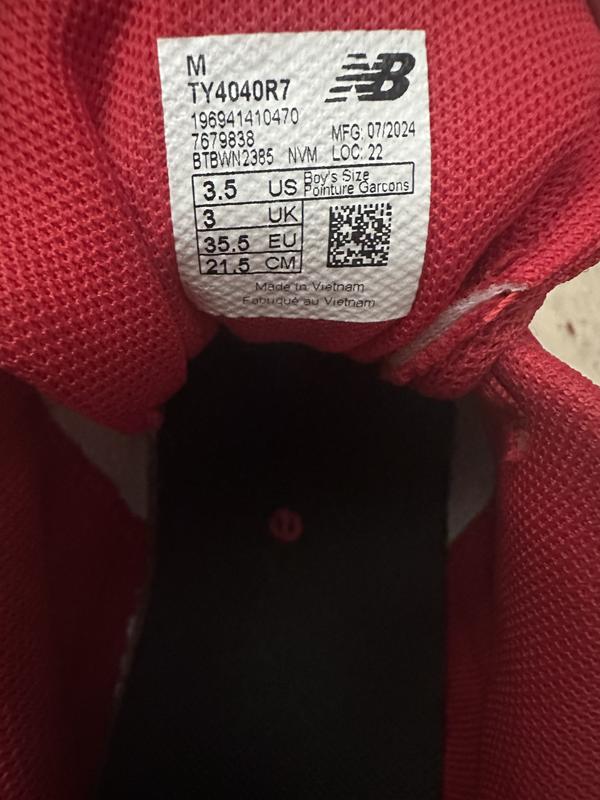 M
NB
TY4040R7
196941410470
7679838 MFG: 07/2024
BTBWN2385 NVM LOC: 22
3.5 US Boy's Size
Pointure Garcons
3 UK
35.5 EU
21.5 CM
Made in Vietnam
Fabriqué au Vietnam